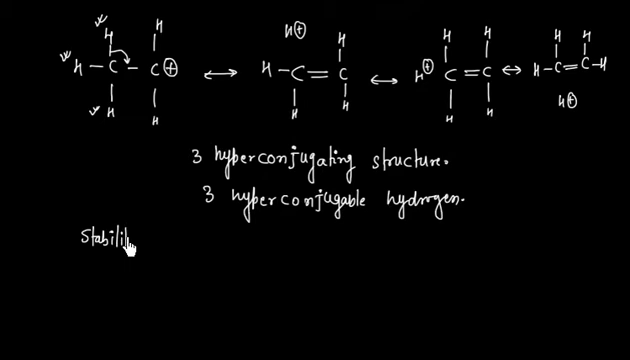 H H H⊕ H H H H H
H – C – C⊕ ↔ H – C = C ↔ H⊕ C = C ↔ H – C = C – H
H H H H H H H⊕
3 hyperconjugating structure.
3 hyperconjugable hydrogen.
Stabili